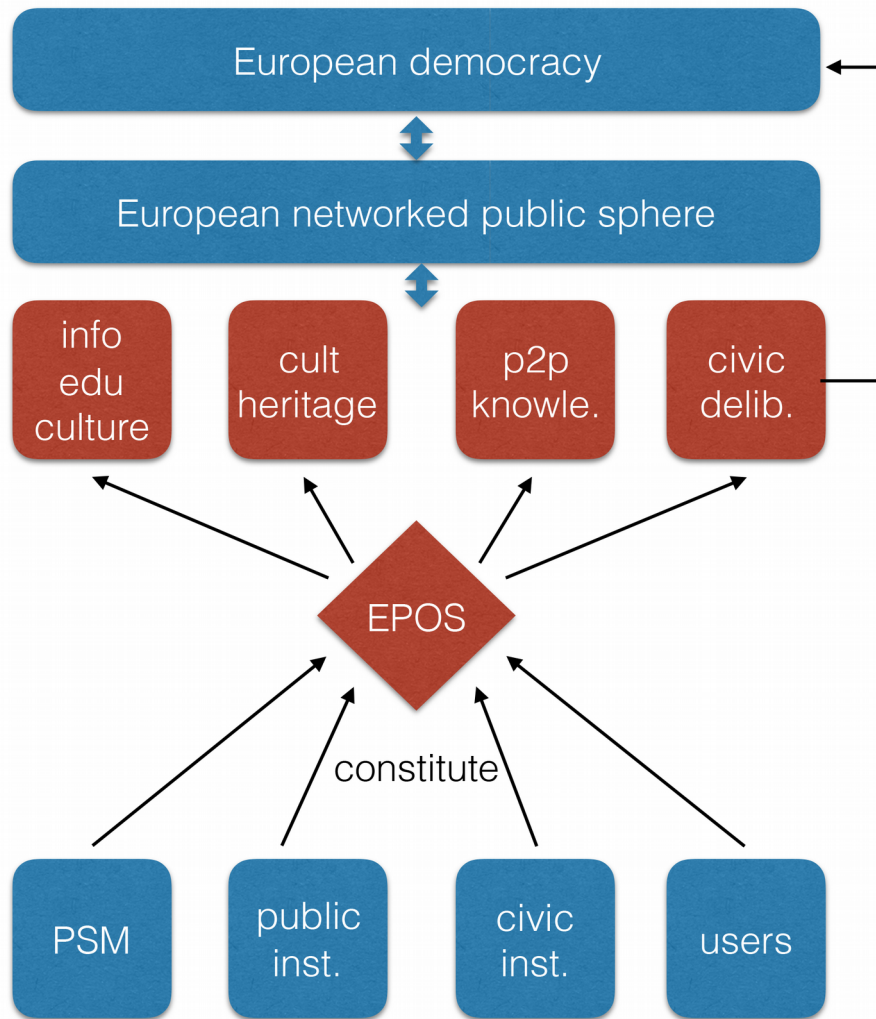 European democracy
European networked public sphere
info
edu
culture
cult
heritage
p2p
knowle.
civic
delib.
EPOS
constitute
PSM
public
inst.
civic
inst.
users